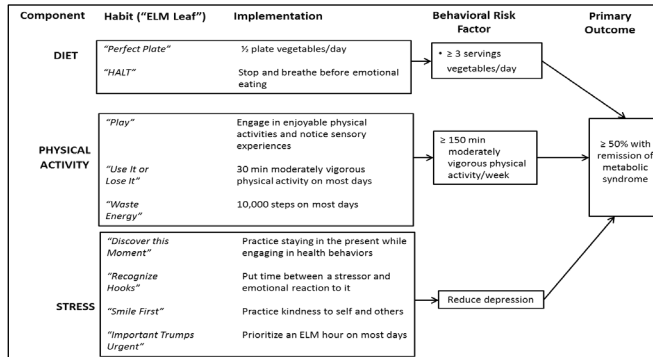 Component Habit ("ELM Leaf") Implementation Behavioral Risk Factor Primary Outcome
DIET
"Perfect Plate" ½ plate vegetables/day
"HALT" Stop and breathe before emotional
eating
• ≥ 3 servings
vegetables/day
PHYSICAL
ACTIVITY
"Play" Engage in enjoyable physical
activities and notice sensory
experiences
"Use It or
Lose It" 30 min moderately vigorous
physical activity on most days
"Waste
Energy" 10,000 steps on most days
≥ 150 min
moderately
vigorous physical
activity/week
≥ 50% with
remission of
metabolic
syndrome
STRESS
"Discover this
Moment" Practice staying in the present while
engaging in health behaviors
"Recognize
Hooks" Put time between a stressor and
emotional reaction to it
"Smile First" Practice kindness to self and others
"Important Trumps
Urgent" Prioritize an ELM hour on most days
Reduce depression